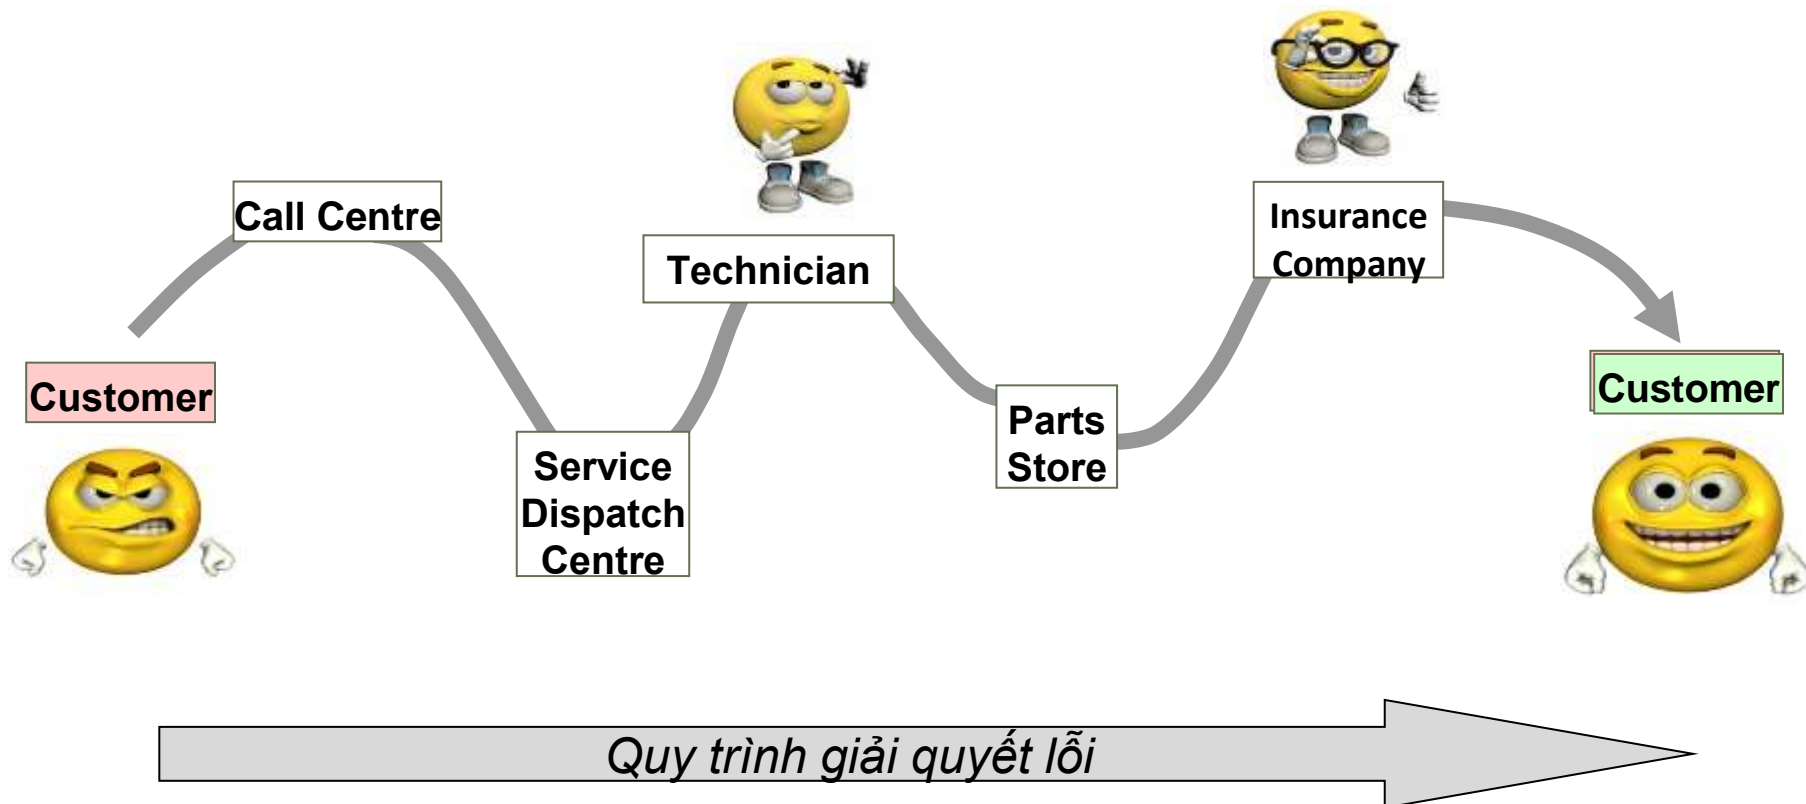 Call Centre
Technician
Insurance
Company
Customer
Customer
Parts
Store
Service
Dispatch
Centre
Quy trình giải quyết lỗi